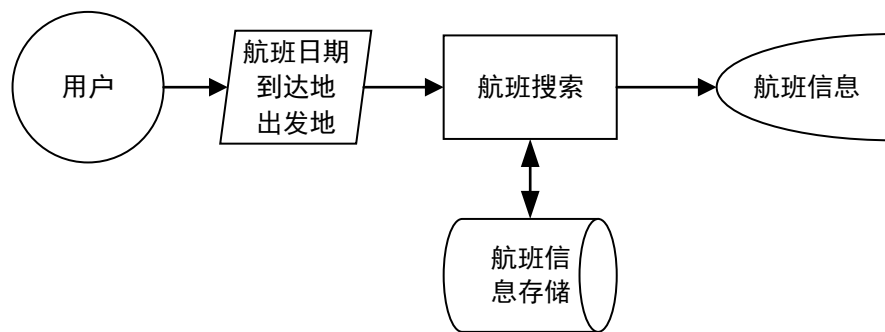 用户
航班日期
到达地
出发地
航班搜索
航班信息
航班信
息存储